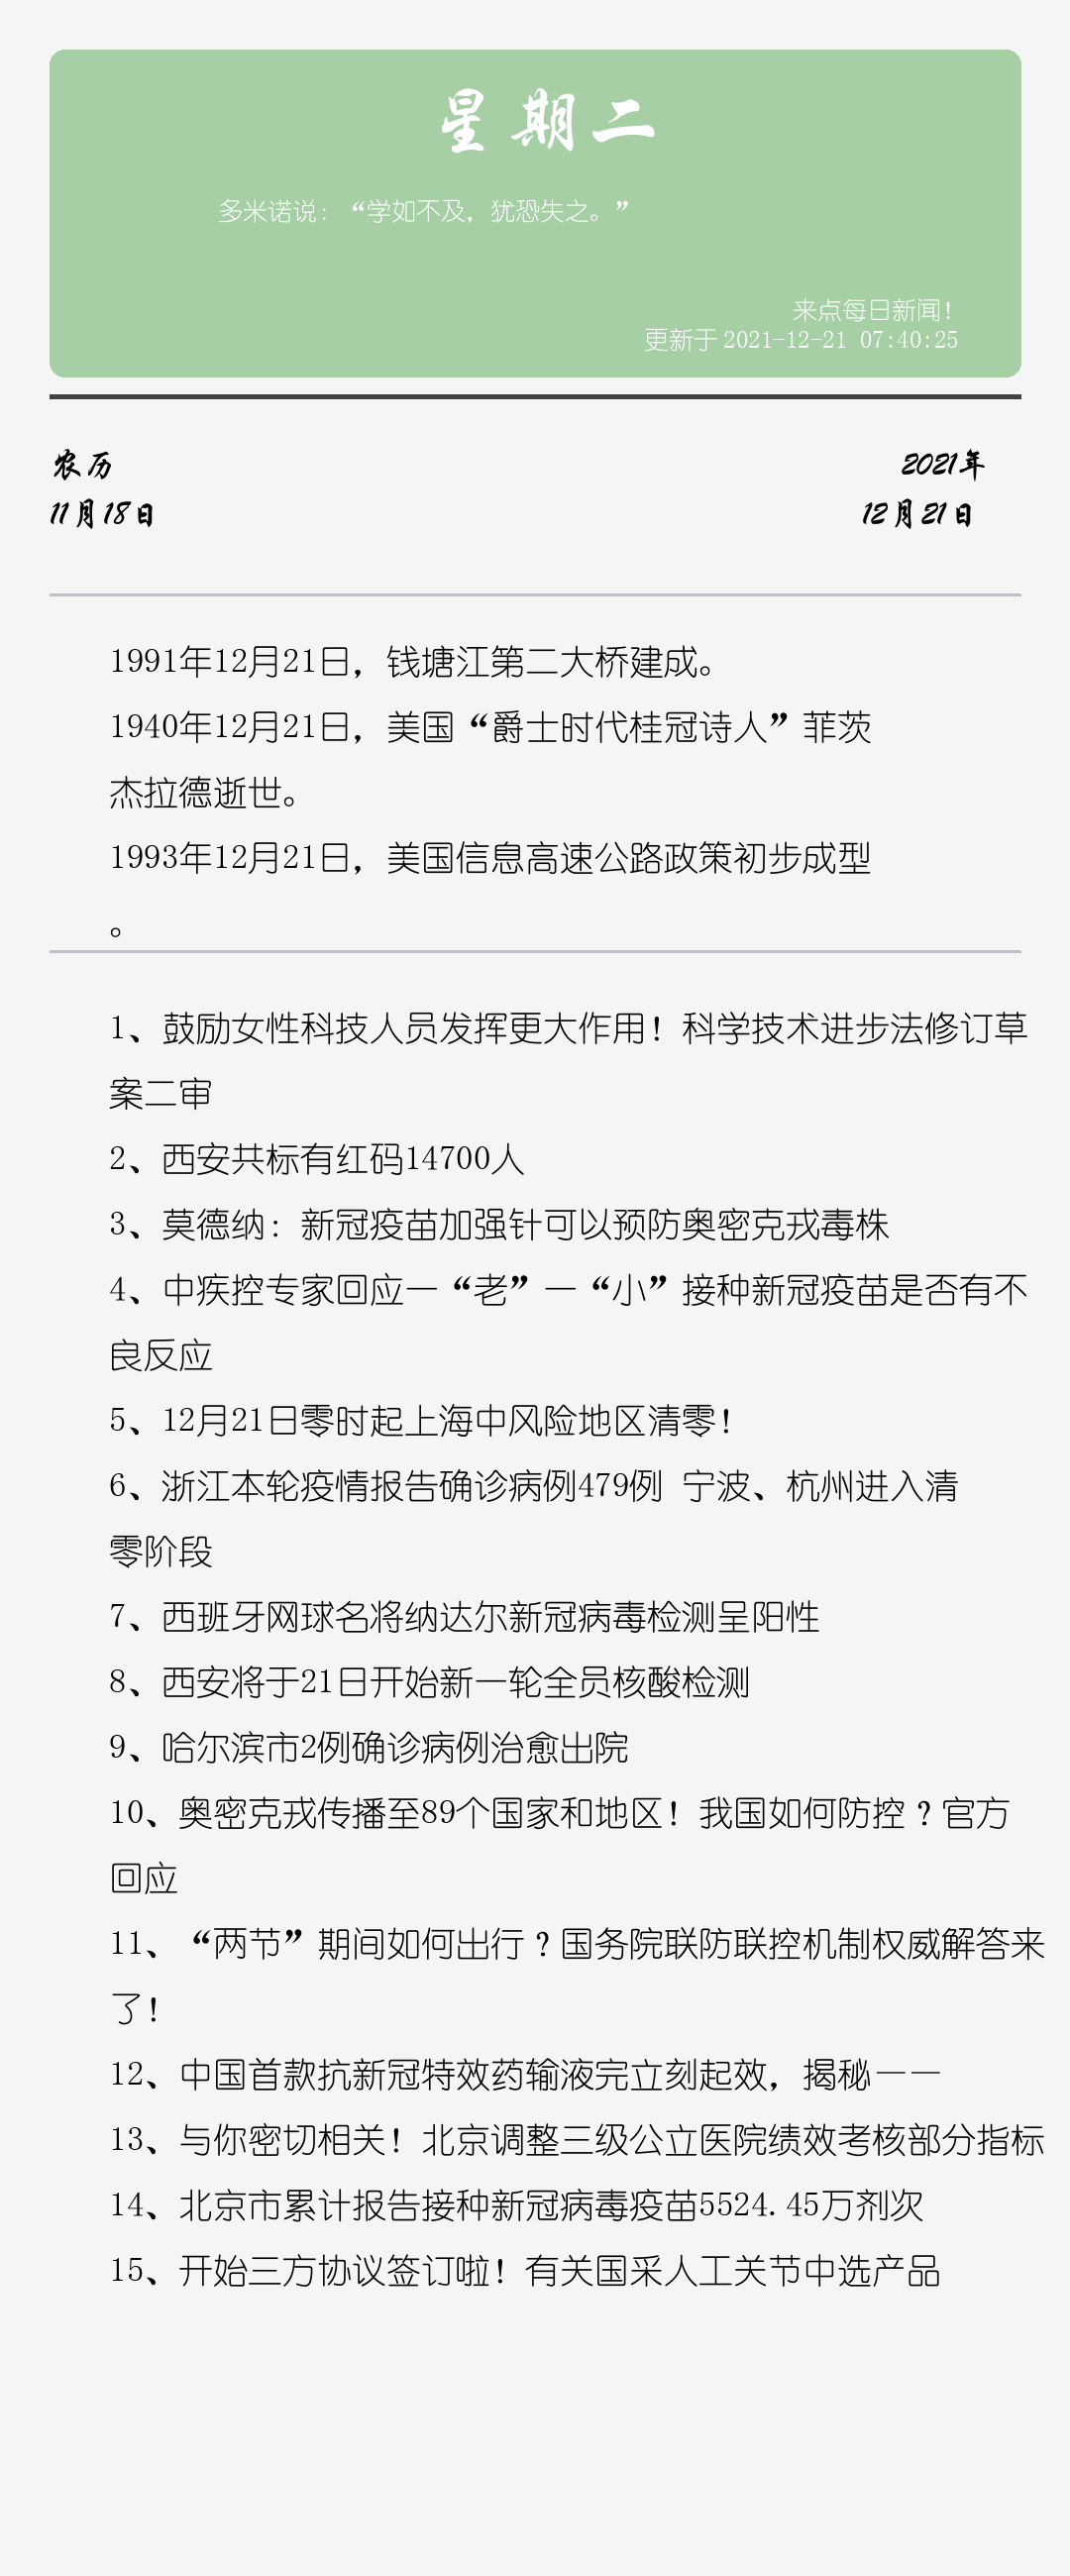 星期二
多米诺说：“学如不及，犹恐失之。”
来点每日新闻！
更新于 2021-12-21 07:40:25
农历
2021年
11月18日
12月21日
1991年12月21日，钱塘江第二大桥建成。
1940年12月21日，美国“爵士时代桂冠诗人”菲茨
杰拉德逝世。
1993年12月21日，美国信息高速公路政策初步成型
。
1、鼓励女性科技人员发挥更大作用！科学技术进步法修订草
案二审
2、西安共标有红码14700人
3、莫德纳：新冠疫苗加强针可以预防奥密克戎毒株
4、中疾控专家回应一“老”一“小”接种新冠疫苗是否有不
良反应
5、12月21日零时起上海中风险地区清零！
6、浙江本轮疫情报告确诊病例479例 宁波、杭州进入清
零阶段
7、西班牙网球名将纳达尔新冠病毒检测呈阳性
8、西安将于21日开始新一轮全员核酸检测
9、哈尔滨市2例确诊病例治愈出院
10、奥密克戎传播至89个国家和地区！我国如何防控？官方
回应
11、“两节”期间如何出行？国务院联防联控机制权威解答来
了！
12、中国首款抗新冠特效药输液完立刻起效，揭秘——
13、与你密切相关！北京调整三级公立医院绩效考核部分指标
14、北京市累计报告接种新冠病毒疫苗5524.45万剂次
15、开始三方协议签订啦！有关国采人工关节中选产品